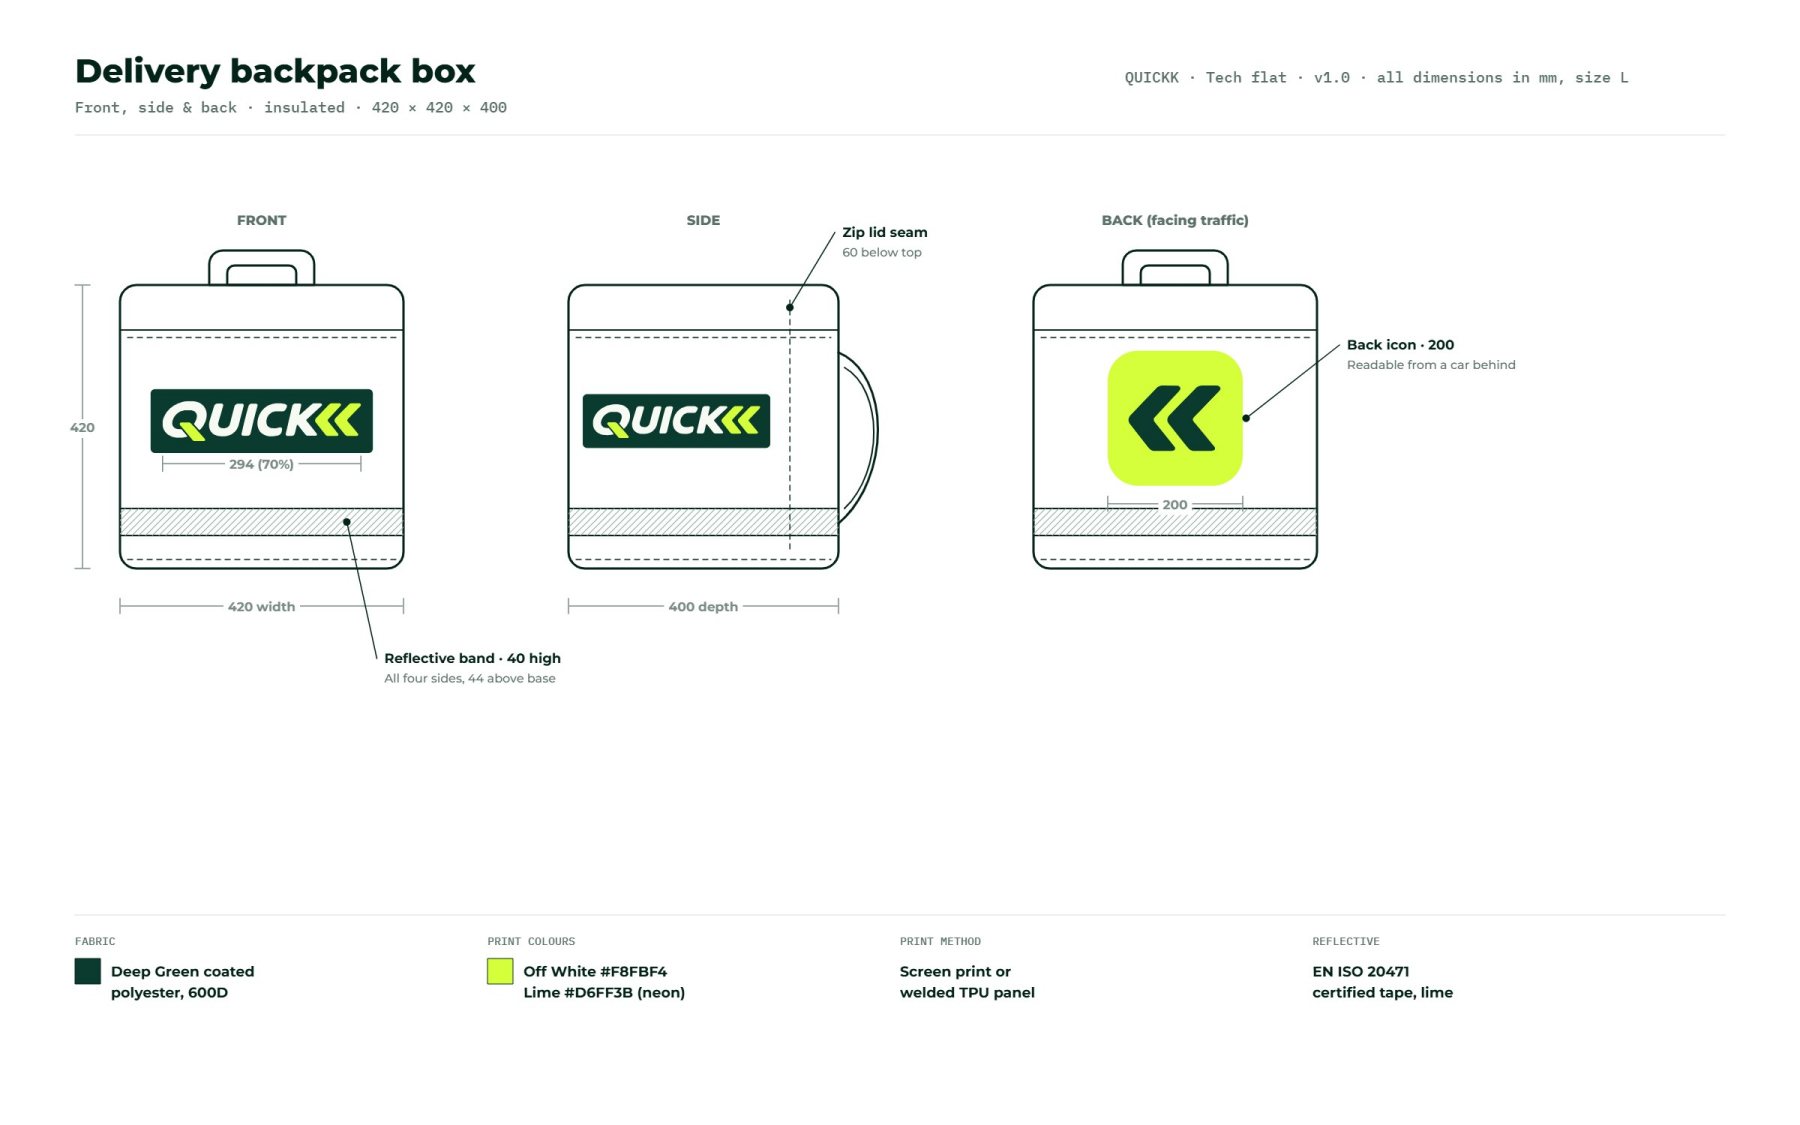 Delivery backpack box
QUICKK · Tech flat · v1.0 · all dimensions in mm, size L
Front, side & back · insulated · 420 × 420 × 400
FRONT
SIDE
BACK (facing traffic)
Zip lid seam
60 below top
Back icon · 200
Readable from a car behind
QUICK
QUICK
420
294 (70%)
200
420 width
400 depth
Reflective band · 40 high
All four sides, 44 above base
FABRIC
Deep Green coated
polyester, 600D
PRINT COLOURS
Off White #F8FBF4
Lime #D6FF3B (neon)
PRINT METHOD
Screen print or
welded TPU panel
REFLECTIVE
EN ISO 20471
certified tape, lime